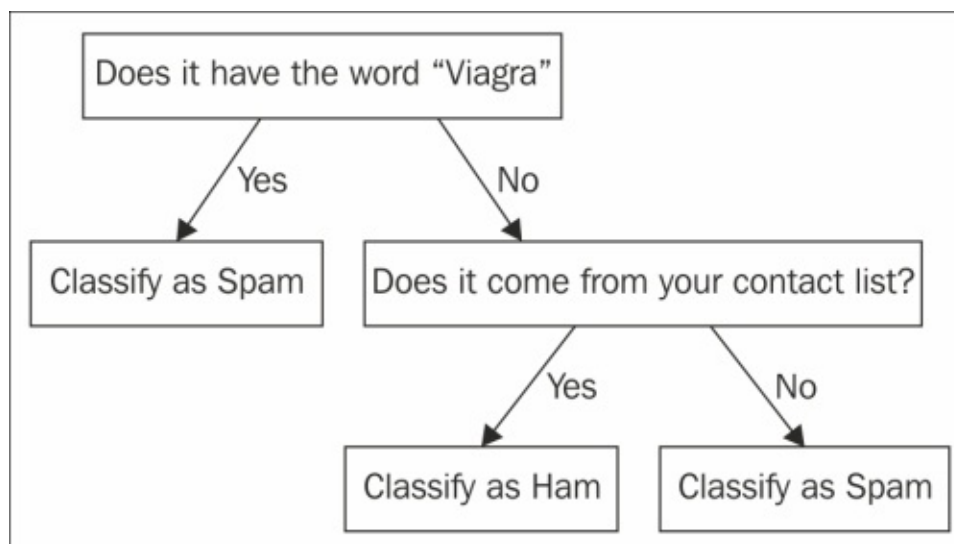 Does it have the word “Viagra”
Yes
No
Classify as Spam
Does it come from your contact list?
Yes
No
Classify as Ham
Classify as Spam